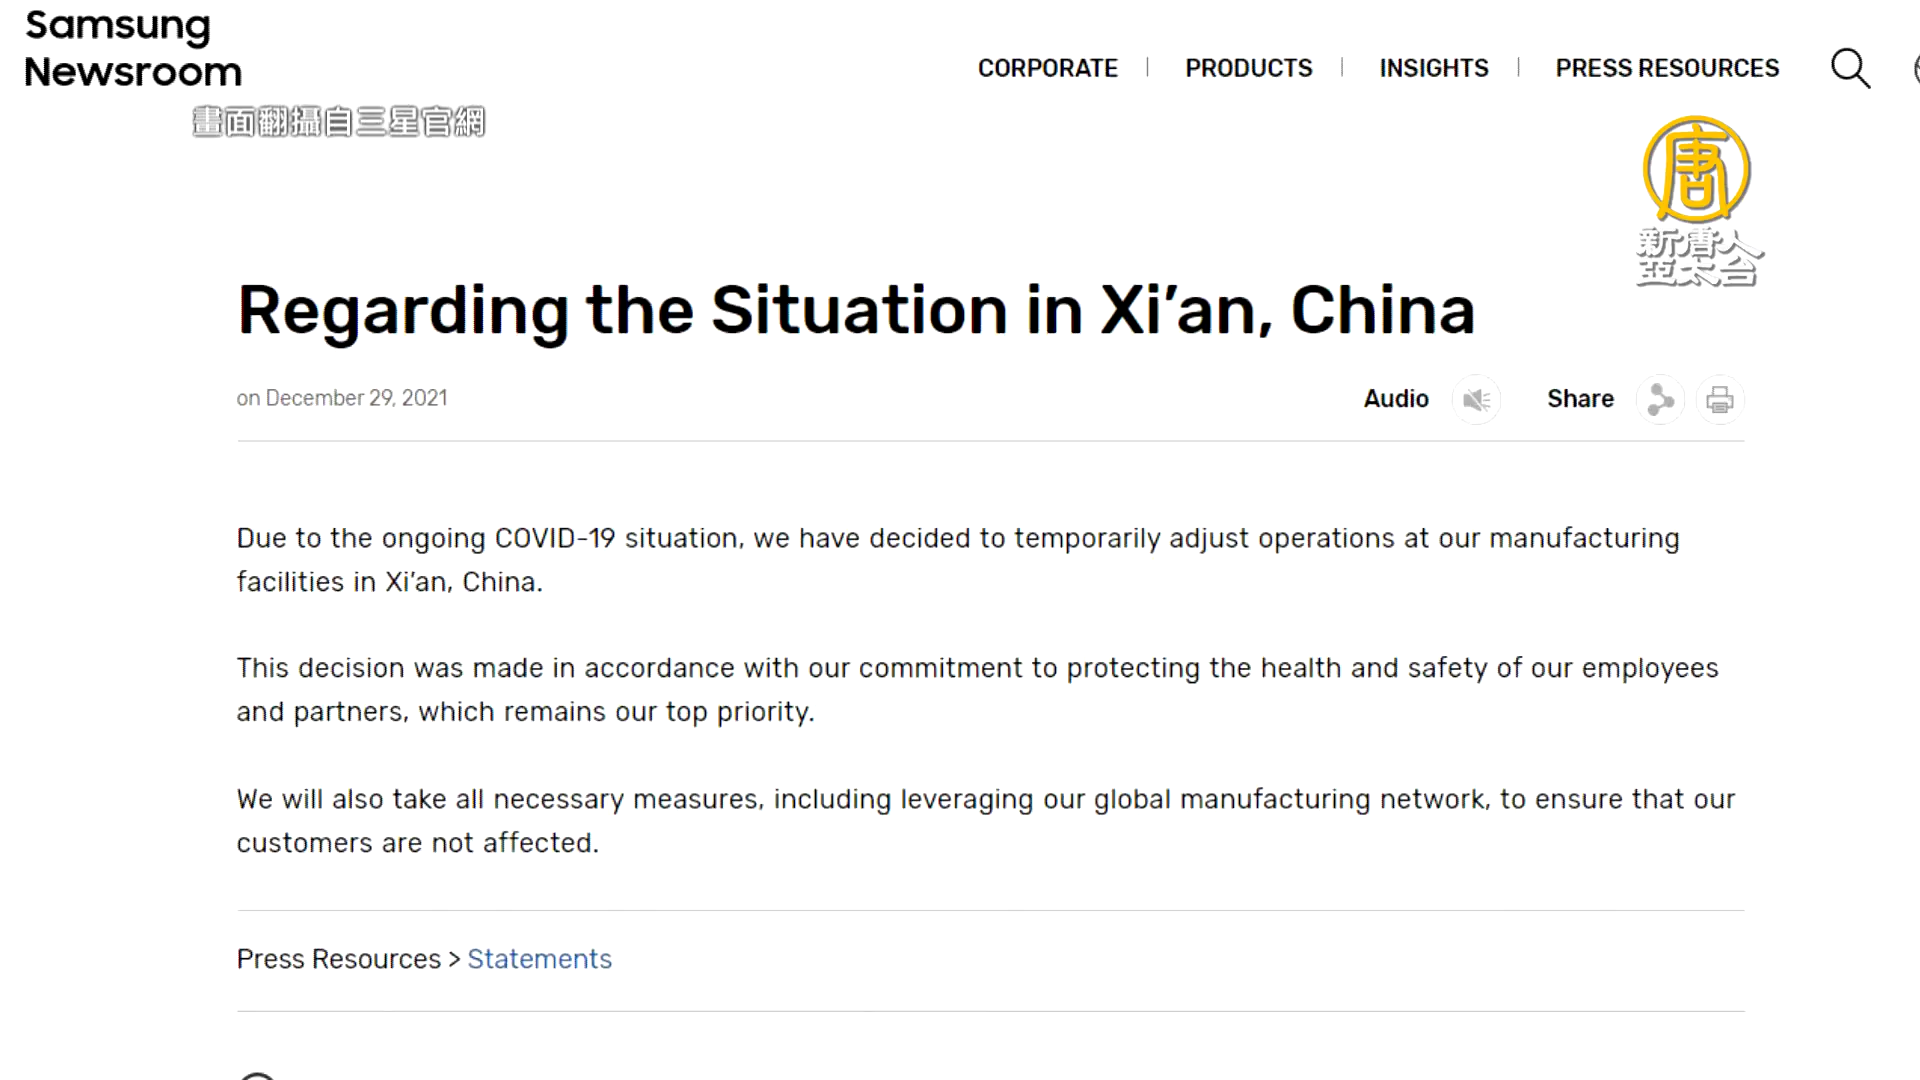 Samsung
Newsroom
CORPORATE
PRODUCTS
INSIGHTS
PRESS RESOURCES
畫面翻攝自三星官網
唐
新唐人
亞太台
Regarding the Situation in Xi’an, China
on December 29, 2021
Audio
Share
Due to the ongoing COVID-19 situation, we have decided to temporarily adjust operations at our manufacturing
facilities in Xi’an, China.
This decision was made in accordance with our commitment to protecting the health and safety of our employees
and partners, which remains our top priority.
We will also take all necessary measures, including leveraging our global manufacturing network, to ensure that our
customers are not affected.
Press Resources > Statements